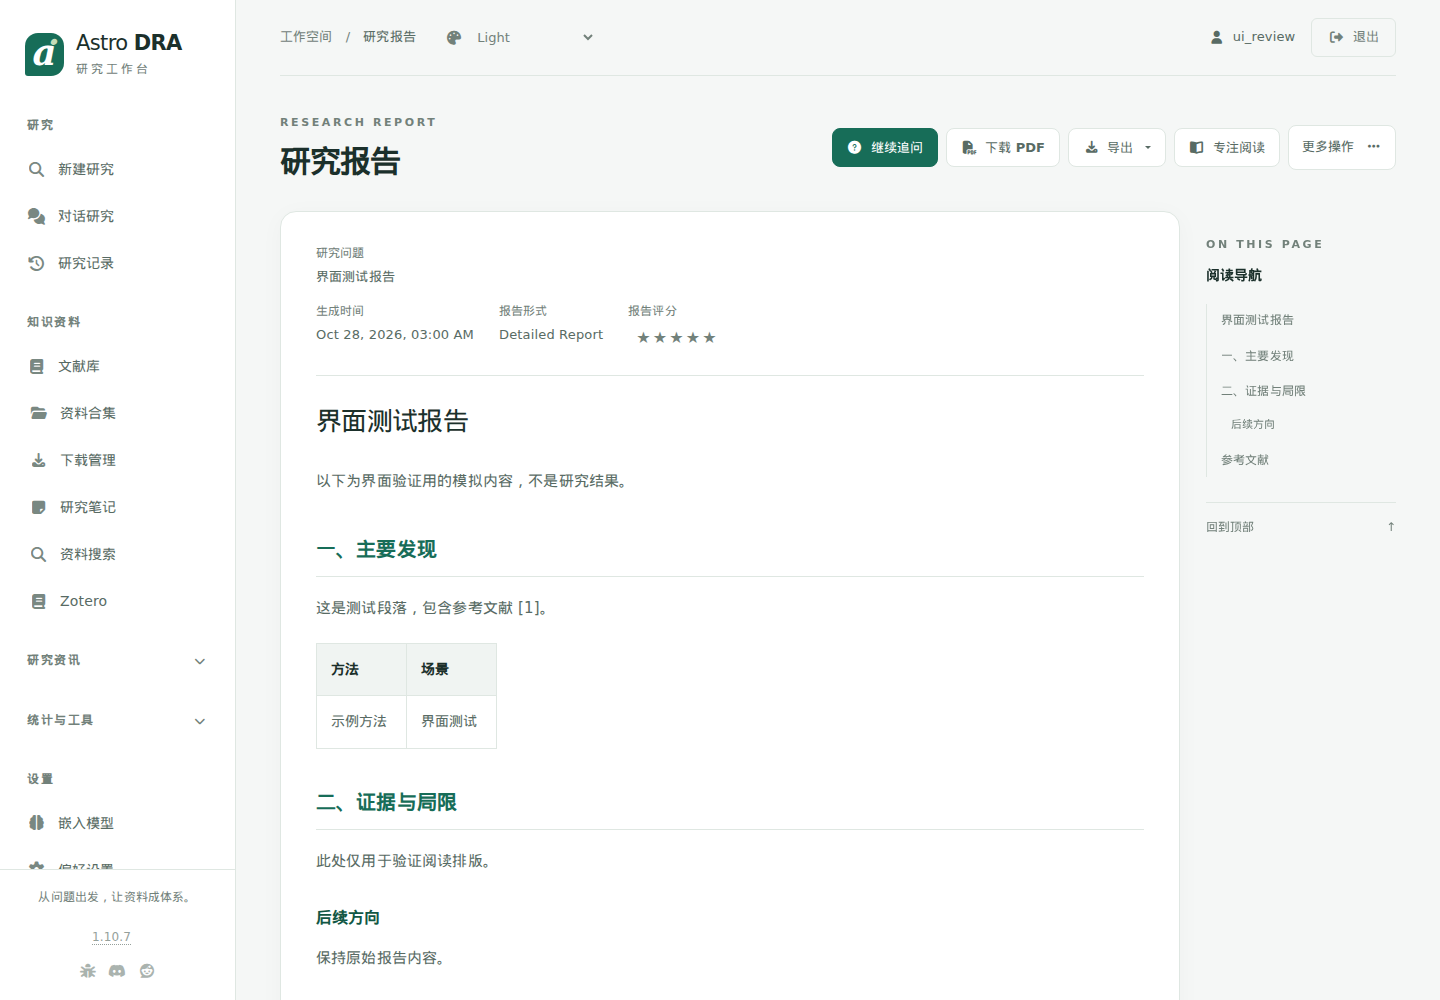 a
Astro DRA
研究工作台
研究
新建研究
对话研究
研究记录
知识资料
文献库
资料合集
下载管理
研究笔记
资料搜索
Zotero
研究资讯
统计与工具
设置
嵌入模型
偏好设置
从问题出发，让资料成体系。
1.10.7
工作空间 / 研究报告
Light
ui_review
退出
RESEARCH REPORT
研究报告
继续追问
下载 PDF
导出
专注阅读
更多操作 •••
研究问题
界面测试报告
生成时间 报告形式 报告评分
Oct 28, 2026, 03:00 AM Detailed Report ★★★★★
界面测试报告
以下为界面验证用的模拟内容，不是研究结果。
一、主要发现
这是测试段落，包含参考文献 [1]。
方法 场景
示例方法 界面测试
二、证据与局限
此处仅用于验证阅读排版。
后续方向
保持原始报告内容。
ON THIS PAGE
阅读导航
界面测试报告
一、主要发现
二、证据与局限
后续方向
参考文献
回到顶部 ↑